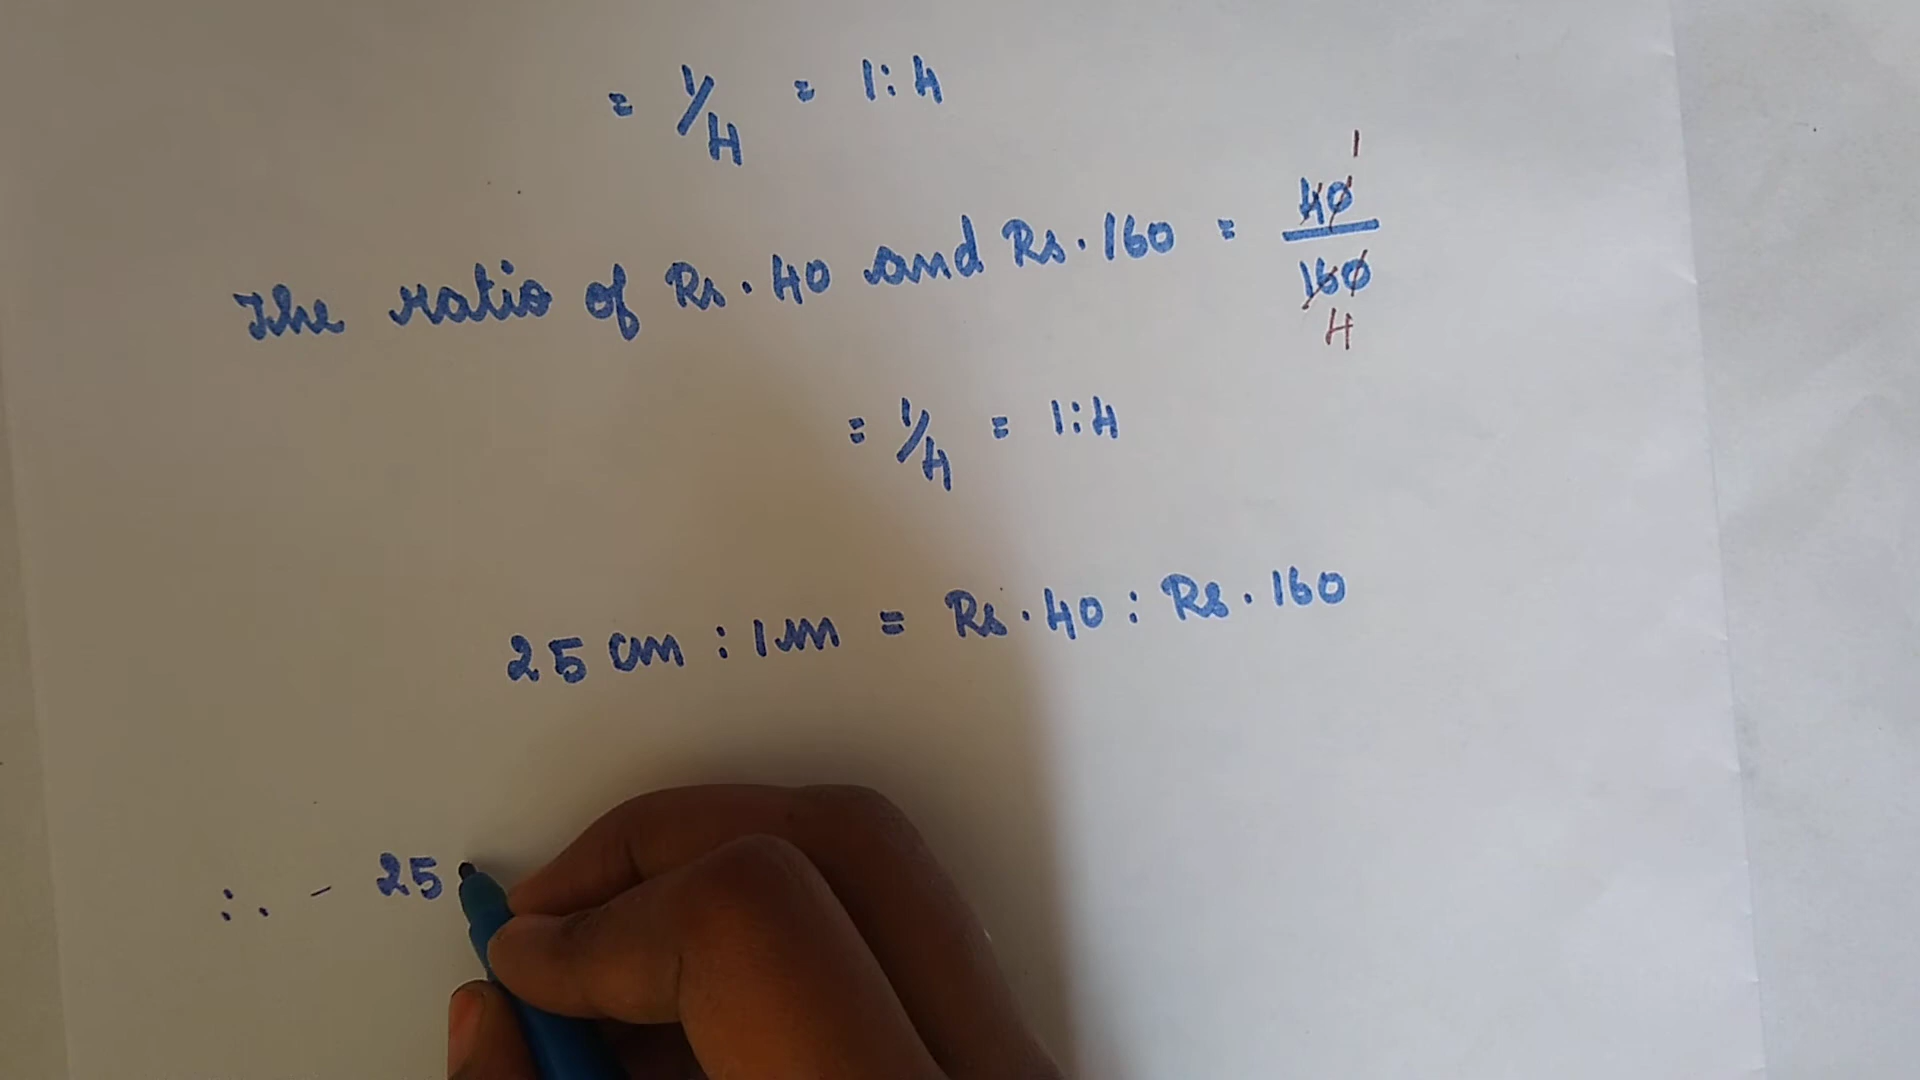 = 1/4 = 1:4
The ratio of Rs. 40 and Rs. 160 = 40/160
1
4
= 1/4 = 1:4
25 cm : 1 m = Rs. 40 : Rs. 160
∴ - 25